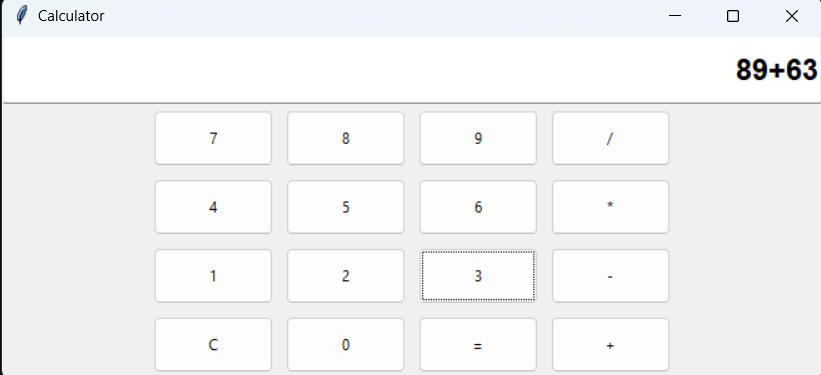 Calculator
89+63
7 8 9 /
4 5 6 *
1 2 3 -
C 0 = +